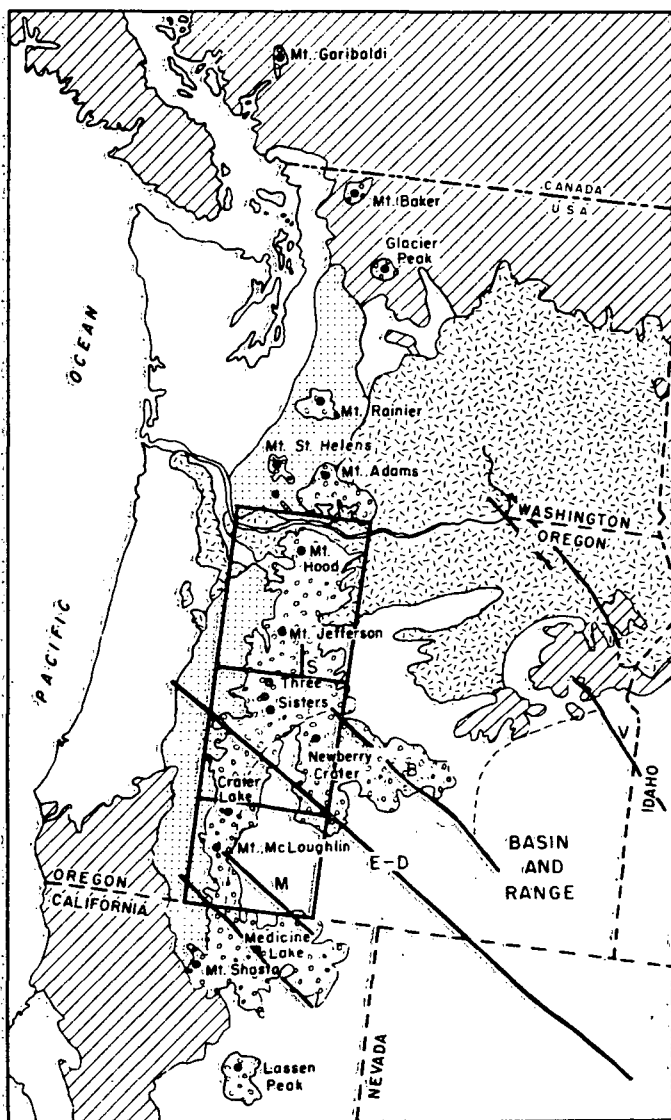 Mt. Garibaldi
CANADA
U.S.A.
Mt. Baker
Glacier
Peak
OCEAN
Mt. Rainier
Mt. St. Helens
Mt. Adams
WASHINGTON
OREGON
Mt.
Hood
PACIFIC
Mt. Jefferson
S
Three
Sisters
Newberry
Crater
B
V
IDAHO
Crater
Lake
BASIN
AND
RANGE
Mt. McLoughlin
E-D
M
OREGON
CALIFORNIA
Medicine
Lake
Mt. Shasta
NEVADA
Lassen
Peak